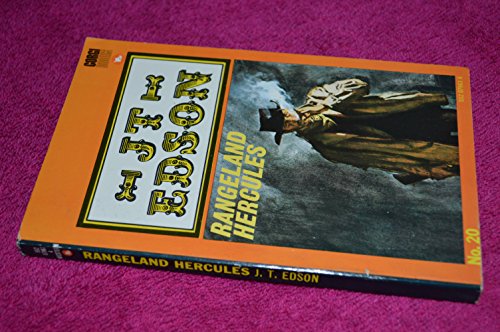 CORGI
J.T.
EDSON
RANGELAND
HERCULES
No. 20
RANGELAND HERCULES J. T. EDSON